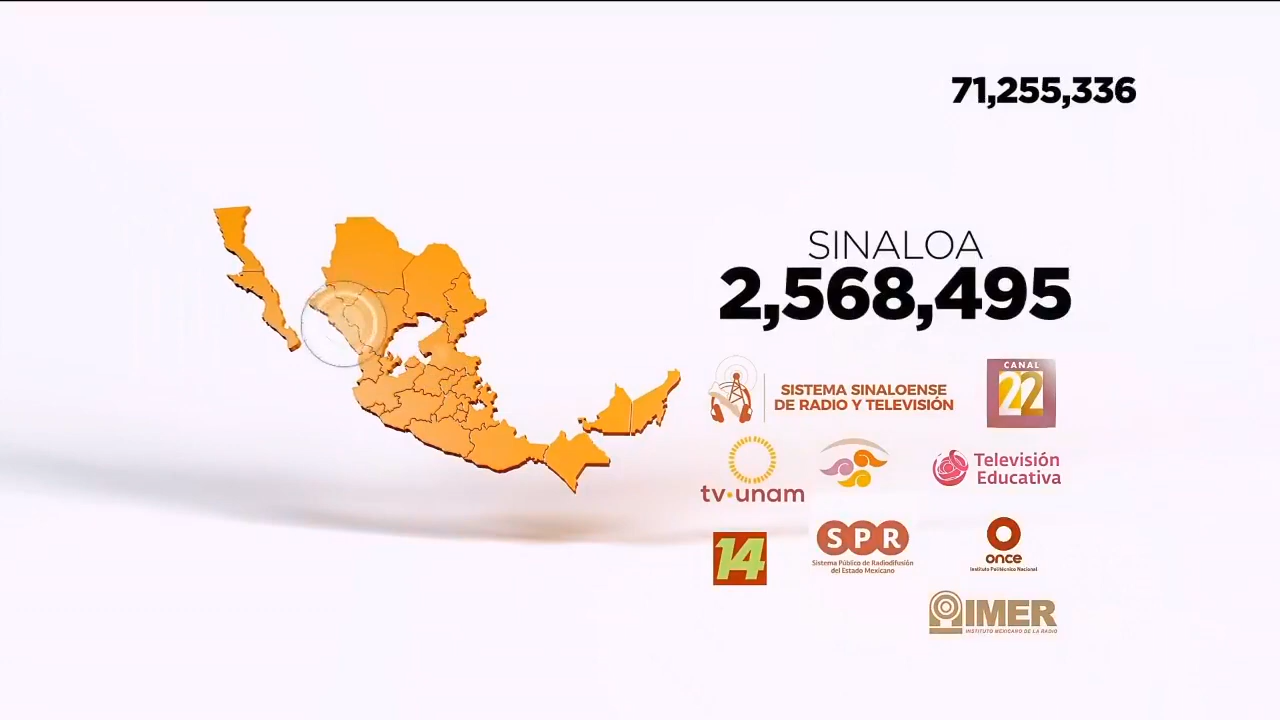 71,255,336
SINALOA
2,568,495
SISTEMA SINALOENSE
DE RADIO Y TELEVISIÓN
CANAL
22
tv·unam
Televisión
Educativa
14
SPR
Sistema Público de Radiodifusión
del Estado Mexicano
once
Instituto Politécnico Nacional
IMER
INSTITUTO MEXICANO DE LA RADIO